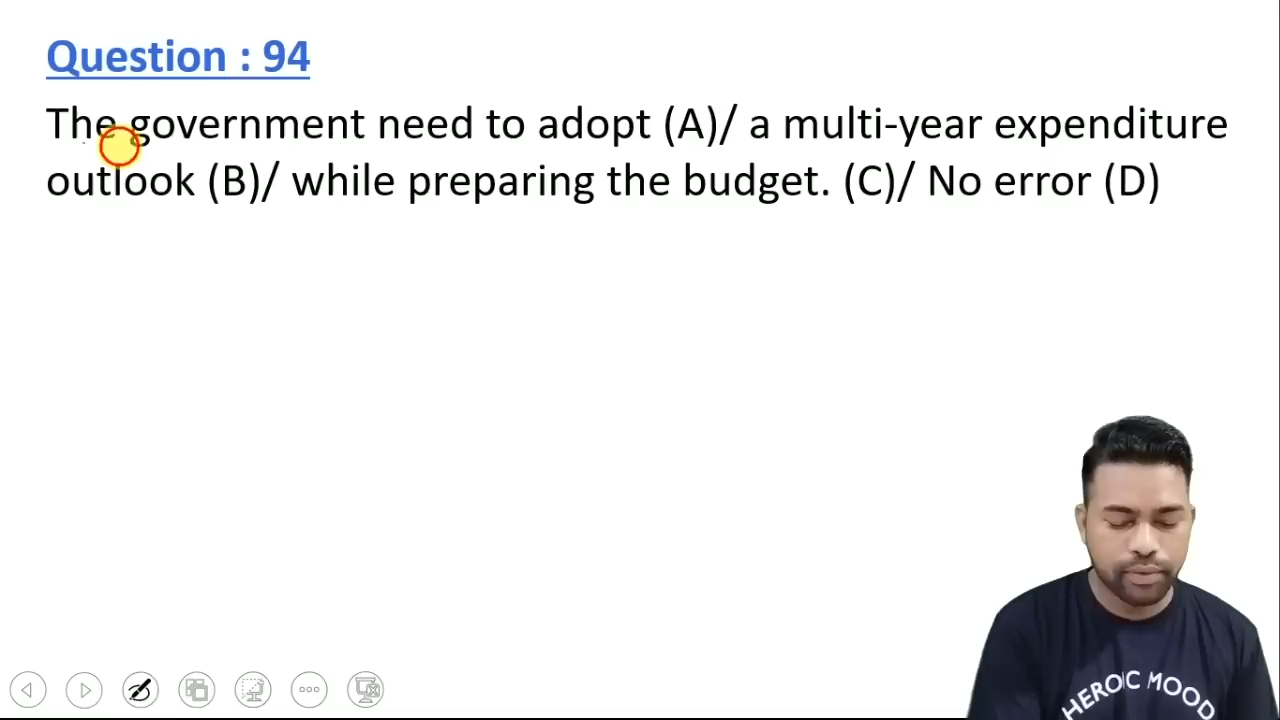 Question : 94
The government need to adopt (A)/ a multi-year expenditure
outlook (B)/ while preparing the budget. (C)/ No error (D)
HEROIC MOOD